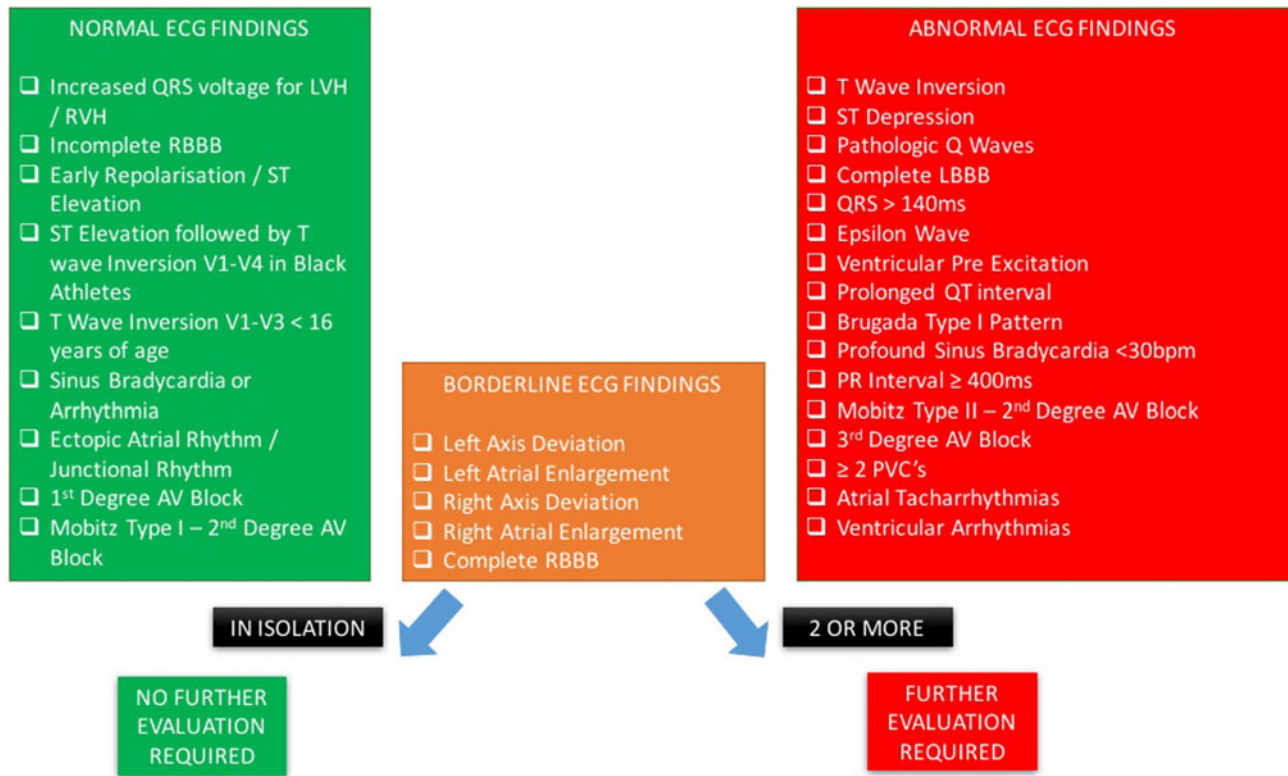 NORMAL ECG FINDINGS
❑ Increased QRS voltage for LVH
/ RVH
❑ Incomplete RBBB
❑ Early Repolarisation / ST
Elevation
❑ ST Elevation followed by T
wave Inversion V1-V4 in Black
Athletes
❑ T Wave Inversion V1-V3 < 16
years of age
❑ Sinus Bradycardia or
Arrhythmia
❑ Ectopic Atrial Rhythm /
Junctional Rhythm
❑ 1st Degree AV Block
❑ Mobitz Type I – 2nd Degree AV
Block
BORDERLINE ECG FINDINGS
❑ Left Axis Deviation
❑ Left Atrial Enlargement
❑ Right Axis Deviation
❑ Right Atrial Enlargement
❑ Complete RBBB
ABNORMAL ECG FINDINGS
❑ T Wave Inversion
❑ ST Depression
❑ Pathologic Q Waves
❑ Complete LBBB
❑ QRS > 140ms
❑ Epsilon Wave
❑ Ventricular Pre Excitation
❑ Prolonged QT interval
❑ Brugada Type I Pattern
❑ Profound Sinus Bradycardia <30bpm
❑ PR Interval ≥ 400ms
❑ Mobitz Type II – 2nd Degree AV Block
❑ 3rd Degree AV Block
❑ ≥ 2 PVC's
❑ Atrial Tacharrhythmias
❑ Ventricular Arrhythmias
IN ISOLATION
2 OR MORE
NO FURTHER
EVALUATION
REQUIRED
FURTHER
EVALUATION
REQUIRED